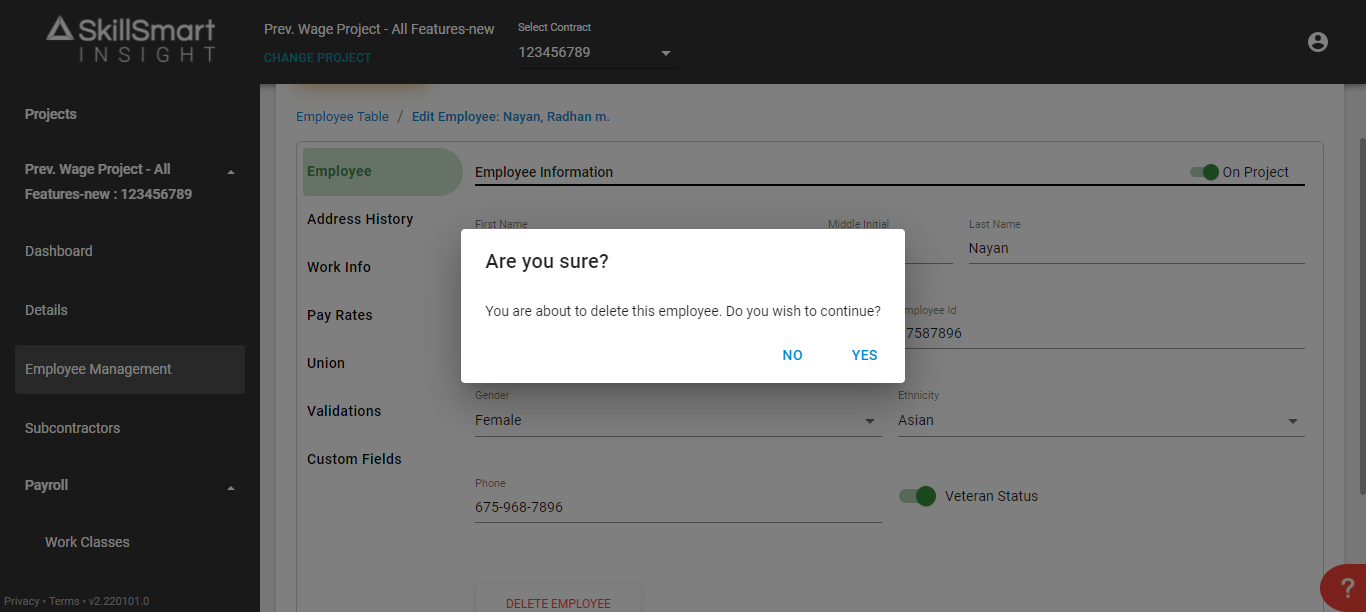 SkillSmart
INSIGHT
Prev. Wage Project - All Features-new
CHANGE PROJECT
Select Contract
123456789
Projects
Prev. Wage Project - All
Features-new : 123456789
Dashboard
Details
Employee Management
Subcontractors
Payroll
Work Classes
Privacy • Terms • v2.220101.0
Employee Table / Edit Employee: Nayan, Radhan m.
Employee
Address History
Work Info
Pay Rates
Union
Validations
Custom Fields
Employee Information
On Project
First Name
Middle Initial
Last Name
Nayan
Are you sure?
You are about to delete this employee. Do you wish to continue?
NO YES
mployee Id
7587896
Gender
Female
Ethnicity
Asian
Phone
675-968-7896
Veteran Status
DELETE EMPLOYEE
?